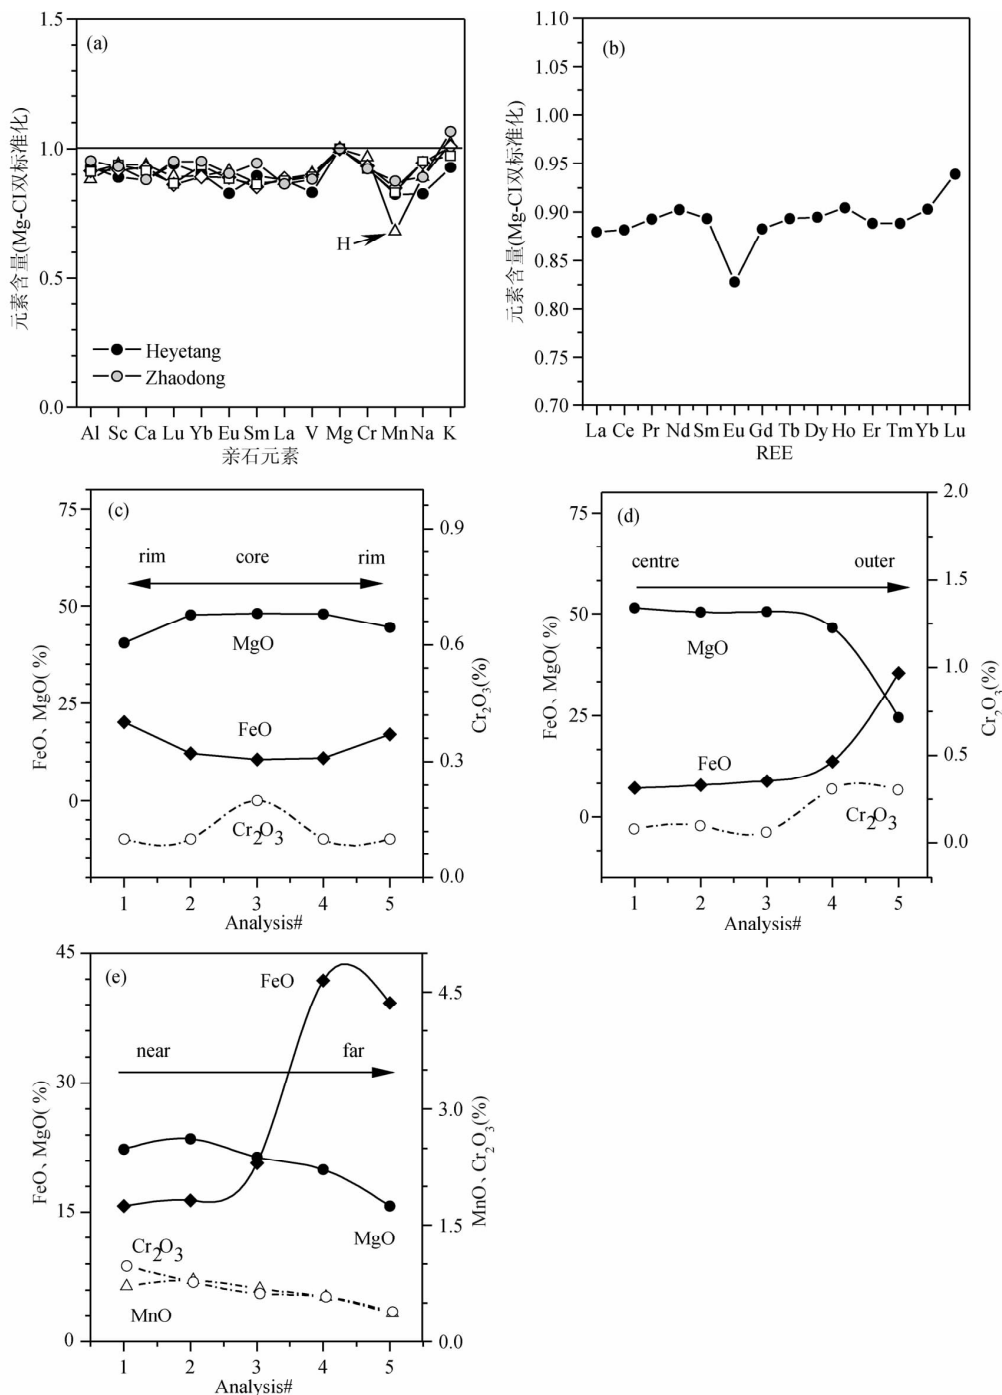 (a)
1.5
1.0
0.5
0.0
元素含量(Mg-CI双标准化)
H
Heyetang
Zhaodong
Al Sc Ca Lu Yb Eu Sm La V Mg Cr Mn Na K
亲石元素
(b)
1.10
1.05
1.00
0.95
0.90
0.85
0.80
0.75
0.70
元素含量(Mg-CI双标准化)
La Ce Pr Nd Sm Eu Gd Tb Dy Ho Er Tm Yb Lu
REE
(c)
75
50
25
0
FeO、MgO(%)
rim core rim
MgO
FeO
Cr2O3
0.9
0.6
0.3
0.0
Cr2O3(%)
1 2 3 4 5
Analysis#
(d)
75
50
25
0
FeO、MgO(%)
centre outer
MgO
FeO
Cr2O3
2.0
1.5
1.0
0.5
0.0
Cr2O3(%)
1 2 3 4 5
Analysis#
(e)
45
30
15
0
FeO、MgO(%)
FeO
near far
MgO
Cr2O3
MnO
4.5
3.0
1.5
0.0
MnO、Cr2O3(%)
1 2 3 4 5
Analysis#